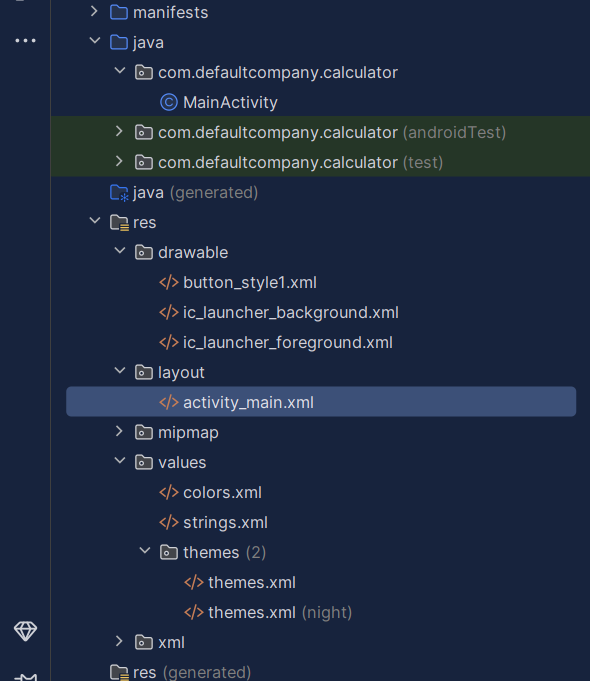 manifests
java
com.defaultcompany.calculator
C MainActivity
com.defaultcompany.calculator (androidTest)
com.defaultcompany.calculator (test)
java (generated)
res
drawable
</> button_style1.xml
</> ic_launcher_background.xml
</> ic_launcher_foreground.xml
layout
</> activity_main.xml
mipmap
values
</> colors.xml
</> strings.xml
themes (2)
</> themes.xml
</> themes.xml (night)
xml
res (generated)